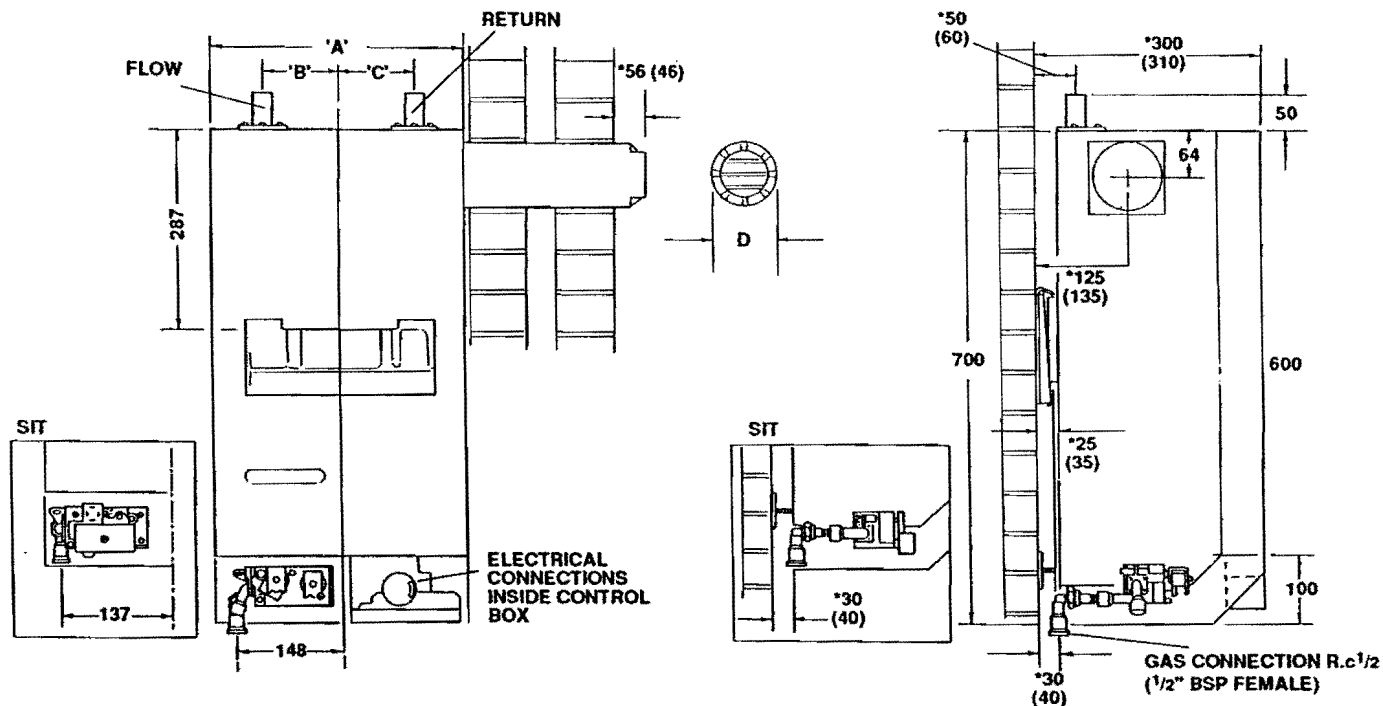 RETURN
'A'
'B' 'C'
FLOW
*56 (46)
287
D
SIT
137
148
ELECTRICAL
CONNECTIONS
INSIDE CONTROL
BOX
*50
(60)
*300
(310)
50
64
*125
(135)
700
600
*25
(35)
SIT
*30
(40)
100
*30
(40)
GAS CONNECTION R.c1/2
(1/2" BSP FEMALE)